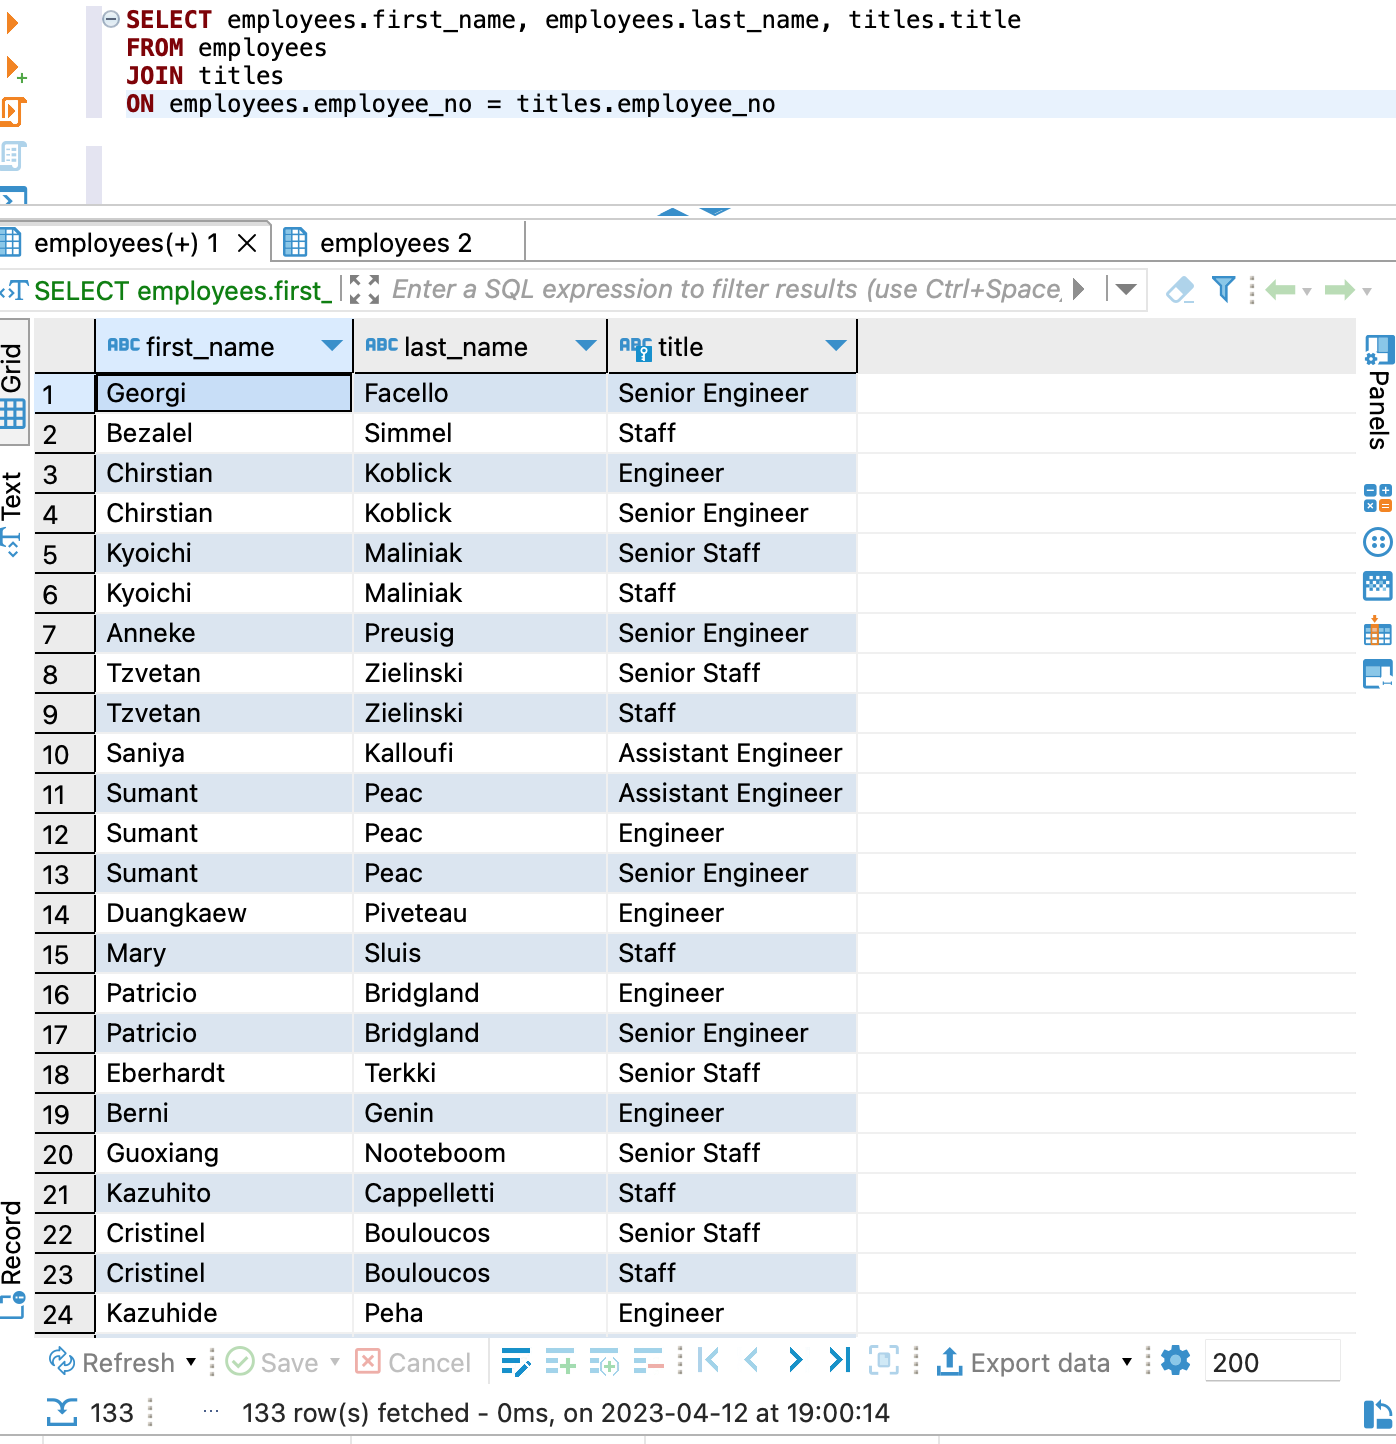 SELECT employees.first_name, employees.last_name, titles.title
FROM employees
JOIN titles
ON employees.employee_no = titles.employee_no
employees(+) 1
employees 2
SELECT employees.first_
Enter a SQL expression to filter results (use Ctrl+Space
Grid
Text
Record
Panels
ABC first_name ABC last_name ABC title
1 Georgi Facello Senior Engineer
2 Bezalel Simmel Staff
3 Chirstian Koblick Engineer
4 Chirstian Koblick Senior Engineer
5 Kyoichi Maliniak Senior Staff
6 Kyoichi Maliniak Staff
7 Anneke Preusig Senior Engineer
8 Tzvetan Zielinski Senior Staff
9 Tzvetan Zielinski Staff
10 Saniya Kalloufi Assistant Engineer
11 Sumant Peac Assistant Engineer
12 Sumant Peac Engineer
13 Sumant Peac Senior Engineer
14 Duangkaew Piveteau Engineer
15 Mary Sluis Staff
16 Patricio Bridgland Engineer
17 Patricio Bridgland Senior Engineer
18 Eberhardt Terkki Senior Staff
19 Berni Genin Engineer
20 Guoxiang Nooteboom Senior Staff
21 Kazuhito Cappelletti Staff
22 Cristinel Bouloucos Senior Staff
23 Cristinel Bouloucos Staff
24 Kazuhide Peha Engineer
Refresh Save Cancel Export data 200
133 ... 133 row(s) fetched - 0ms, on 2023-04-12 at 19:00:14